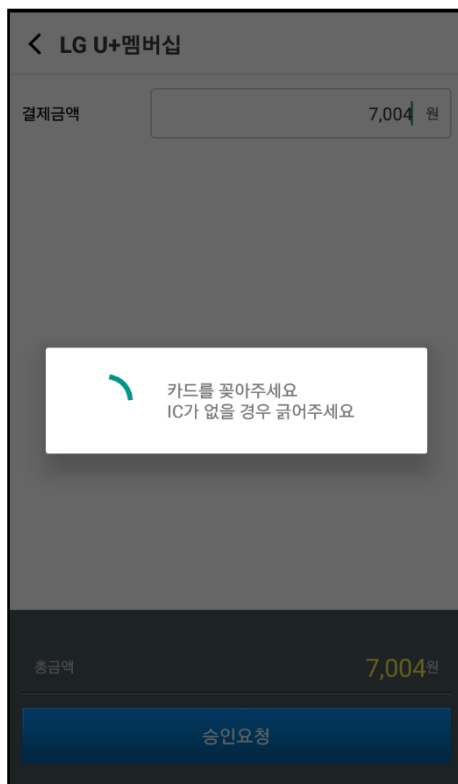 LG U+멤버십
결제금액 7,004 원
카드를 꽂아주세요
IC가 없을 경우 긁어주세요
총금액 7,004원
승인요청